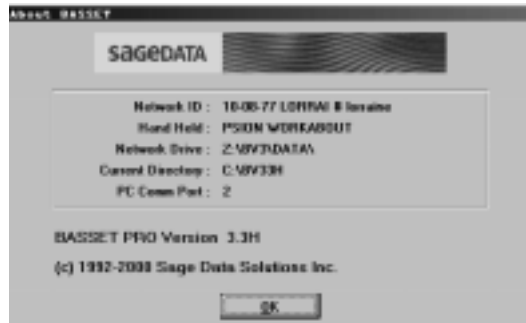 About BASSET
sageDATA
Network ID : 10-08-77 LORRAI # lorraine
Hand Held : PSION WORKABOUT
Network Drive : Z:\BV3\DATA\
Current Directory : C:\BV33H
PC Comm Port : 2
BASSET PRO Version 3.3H
(c) 1992-2000 Sage Data Solutions Inc.
OK